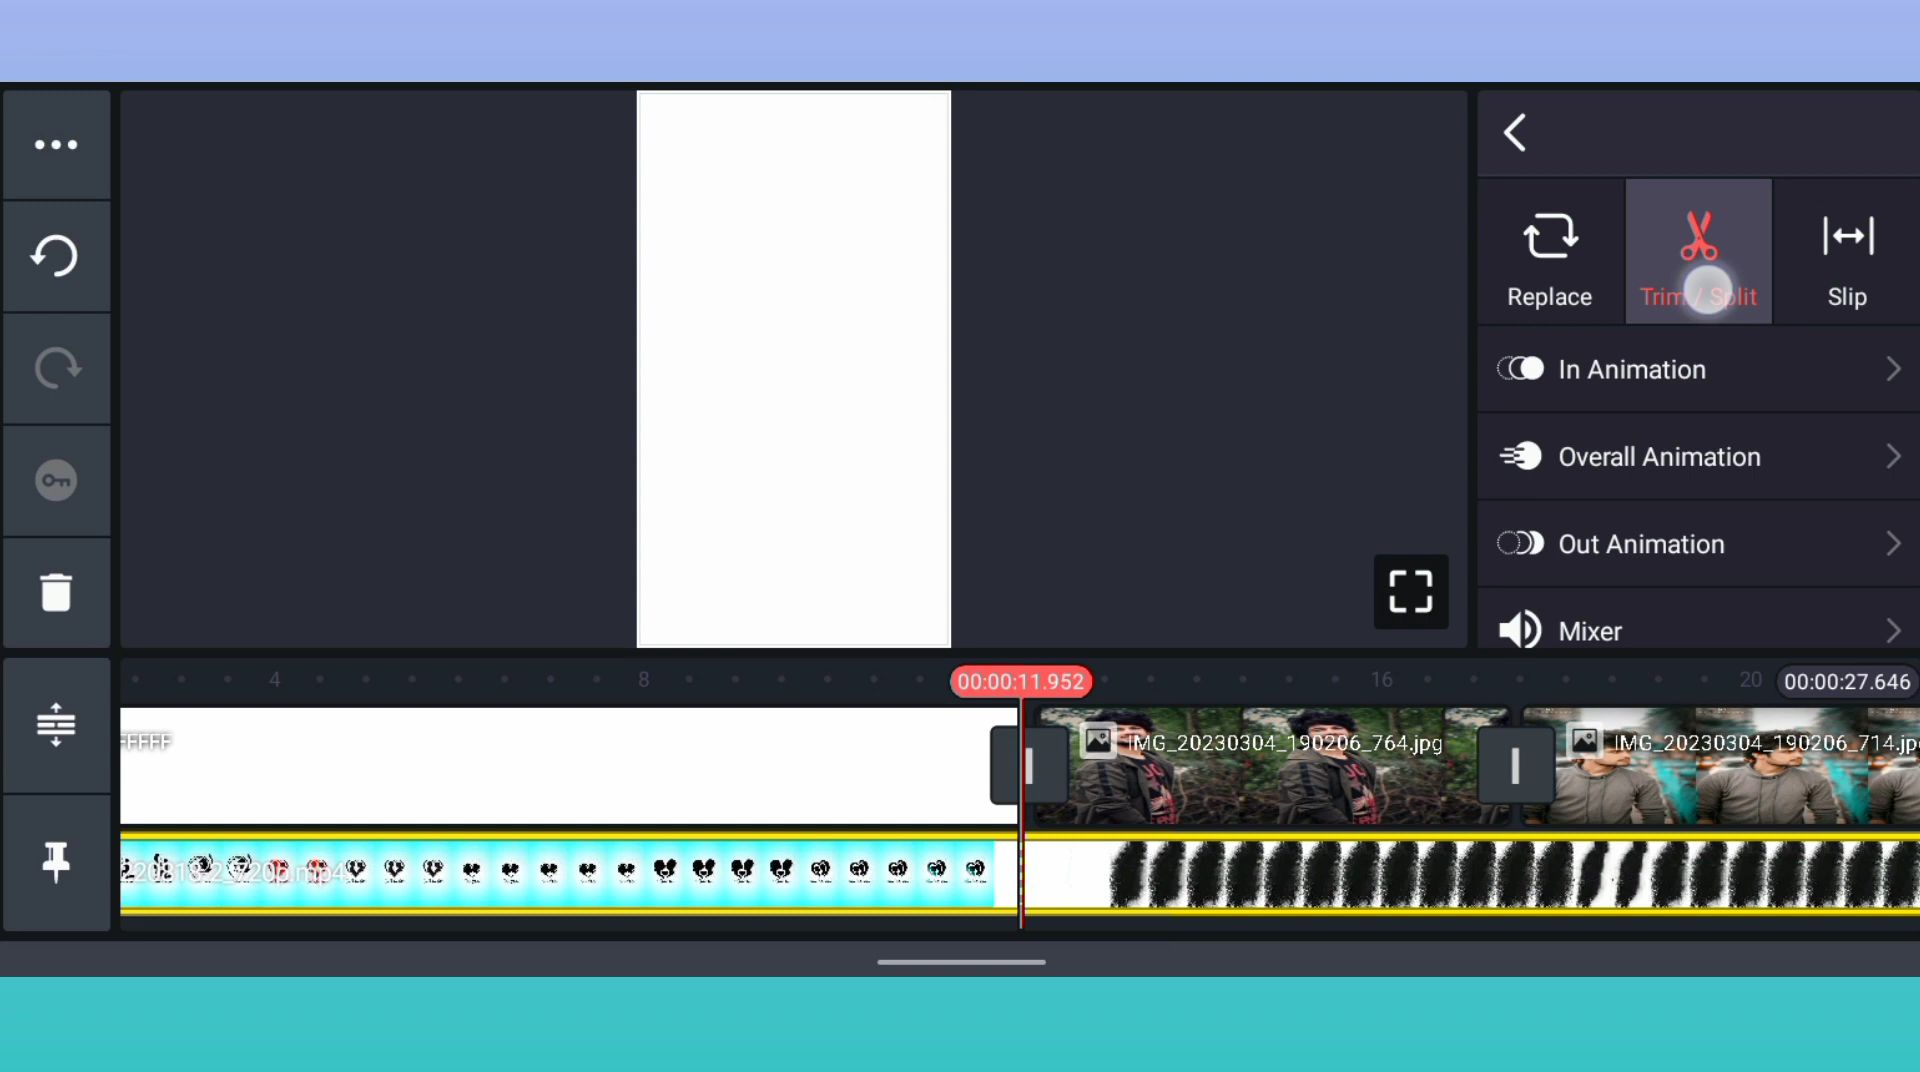 Replace
Trim / Split
Slip
In Animation
Overall Animation
Out Animation
Mixer
4
8
00:00:11.952
16
20
00:00:27.646
FFFFF
IMG_20230304_190206_764.jpg
IMG_20230304_190206_714.jp